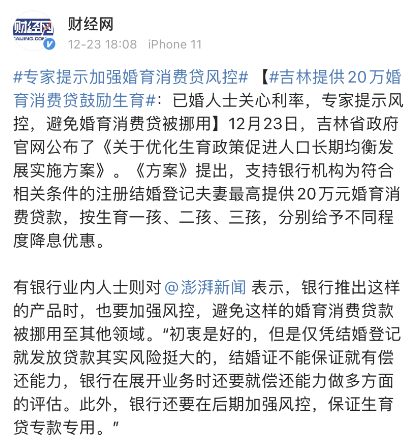 财经网
CAIJING.COM
财经网
12-23 18:08 iPhone 11
#专家提示加强婚育消费贷风控# 【#吉林提供20万婚
育消费贷鼓励生育#：已婚人士关心利率，专家提示风
控，避免婚育消费贷被挪用】12月23日，吉林省政府
官网公布了《关于优化生育政策促进人口长期均衡发
展实施方案》。《方案》提出，支持银行机构为符合
相关条件的注册结婚登记夫妻最高提供20万元婚育消
费贷款，按生育一孩、二孩、三孩，分别给予不同程
度降息优惠。
有银行业内人士则对@澎湃新闻 表示，银行推出这样
的产品时，也要加强风控，避免这样的婚育消费贷款
被挪用至其他领域。“初衷是好的，但是仅凭结婚登记
就发放贷款其实风险挺大的，结婚证不能保证就有偿
还能力，银行在展开业务时还要就偿还能力做多方面
的评估。此外，银行还要在后期加强风控，保证生育
贷专款专用。”